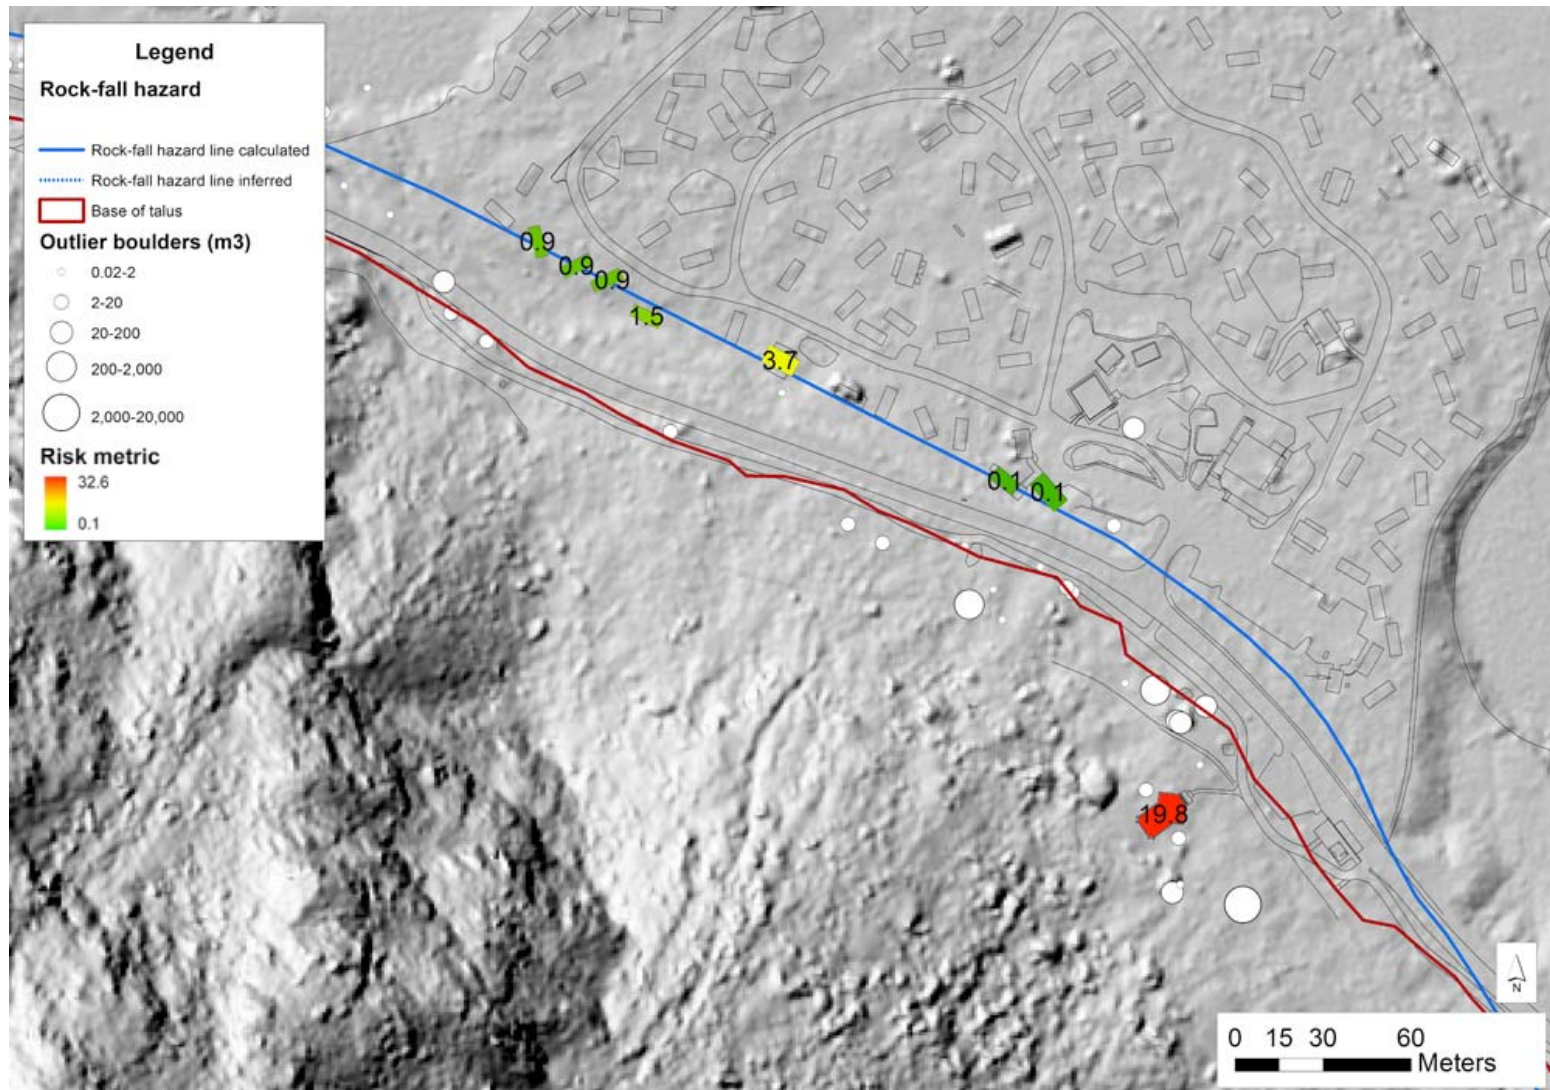 Legend
Rock-fall hazard
Rock-fall hazard line calculated
Rock-fall hazard line inferred
Base of talus
Outlier boulders (m3)
0.02-2
2-20
20-200
200-2,000
2,000-20,000
Risk metric
32.6
0.1
0.9
0.9
0.9
1.5
3.7
0.1
0.1
19.8
N
0 15 30 60
Meters